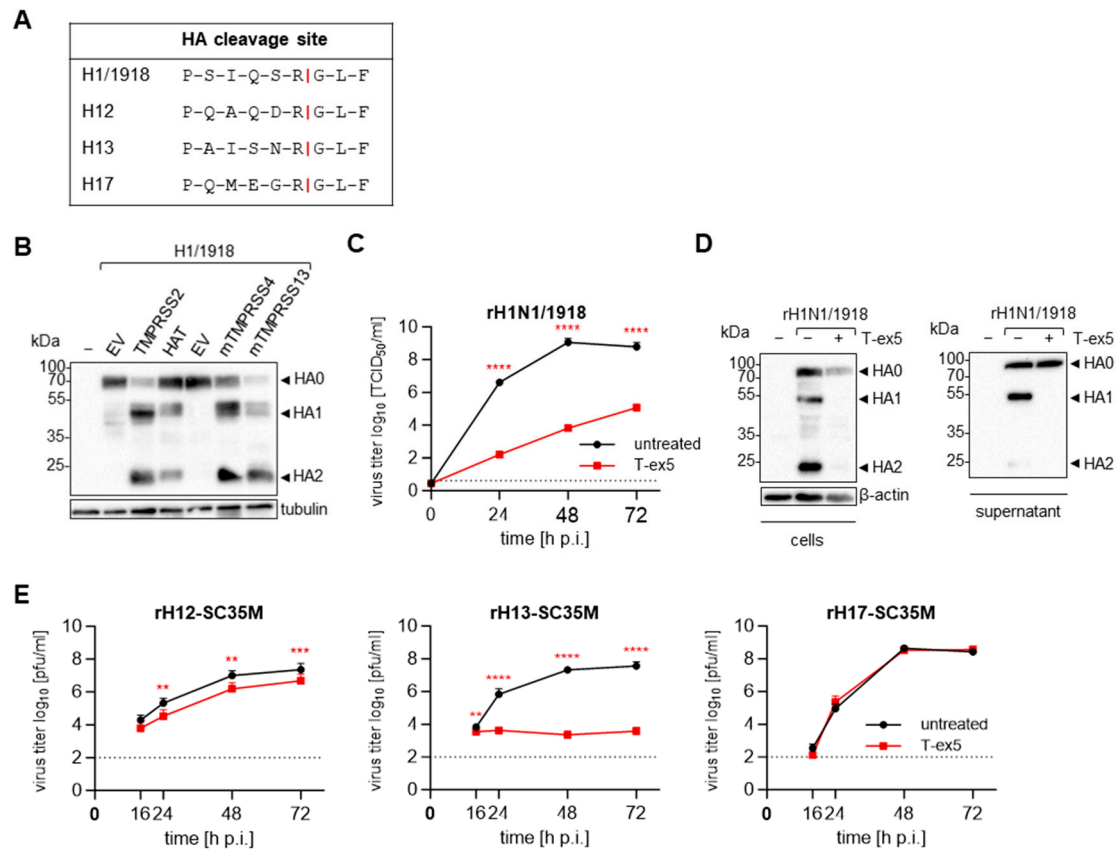 A
HA cleavage site
H1/1918 P-S-I-Q-S-R|G-L-F
H12 P-Q-A-Q-D-R|G-L-F
H13 P-A-I-S-N-R|G-L-F
H17 P-Q-M-E-G-R|G-L-F
B
H1/1918
kDa – EV TMPRSS2 HAT EV mTMPRSS4 mTMPRSS13
100
70
HA0
55
HA1
35
25
HA2
tubulin
C
rH1N1/1918
virus titer log10 [TCID50/ml]
10
8
6
4
2
0
**** **** ****
untreated
T-ex5
0 24 48 72
time [h p.i.]
D
rH1N1/1918
kDa – – + T-ex5
100
70
HA0
55
HA1
35
25
HA2
β-actin
cells
rH1N1/1918
kDa – – + T-ex5
100
70
HA0
55
HA1
35
25
HA2
supernatant
E
rH12-SC35M
virus titer log10 [pfu/ml]
10
8
6
4
2
0
** ** ***
0 16 24 48 72
time [h p.i.]
rH13-SC35M
virus titer log10 [pfu/ml]
10
8
6
4
2
0
** **** **** ****
0 16 24 48 72
time [h p.i.]
rH17-SC35M
virus titer log10 [pfu/ml]
10
8
6
4
2
0
untreated
T-ex5
0 16 24 48 72
time [h p.i.]